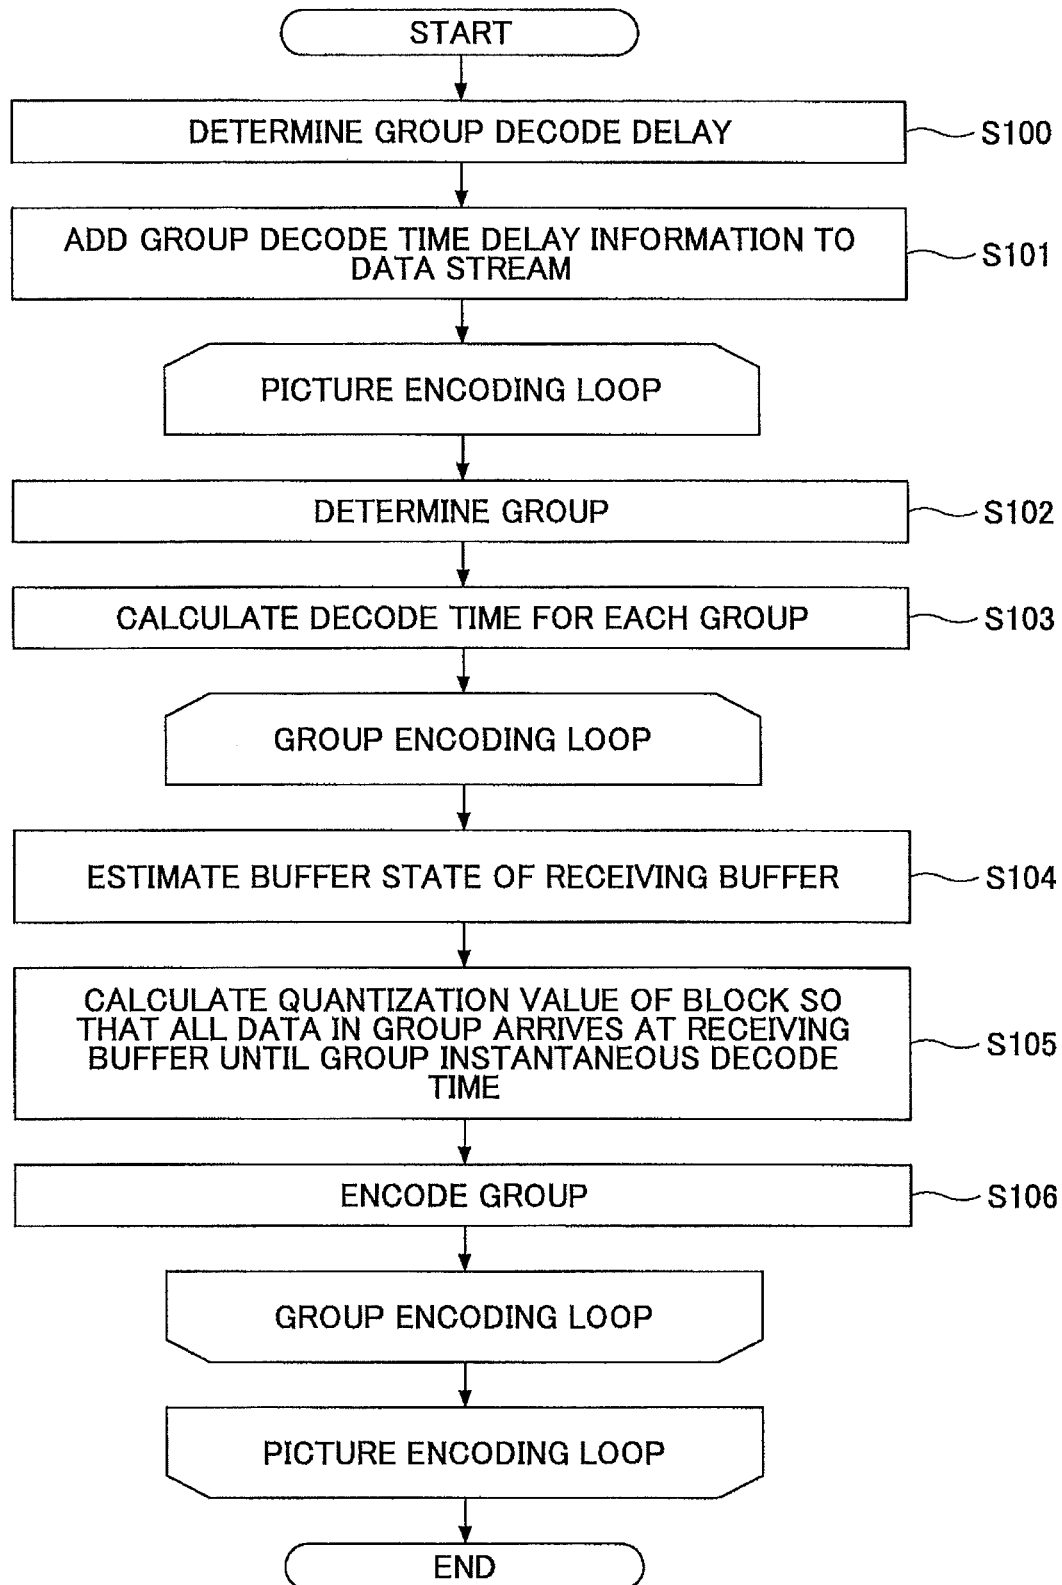 START
DETERMINE GROUP DECODE DELAY
S100
ADD GROUP DECODE TIME DELAY INFORMATION TO
DATA STREAM
S101
PICTURE ENCODING LOOP
DETERMINE GROUP
S102
CALCULATE DECODE TIME FOR EACH GROUP
S103
GROUP ENCODING LOOP
ESTIMATE BUFFER STATE OF RECEIVING BUFFER
S104
CALCULATE QUANTIZATION VALUE OF BLOCK SO
THAT ALL DATA IN GROUP ARRIVES AT RECEIVING
BUFFER UNTIL GROUP INSTANTANEOUS DECODE
TIME
S105
ENCODE GROUP
S106
GROUP ENCODING LOOP
PICTURE ENCODING LOOP
END